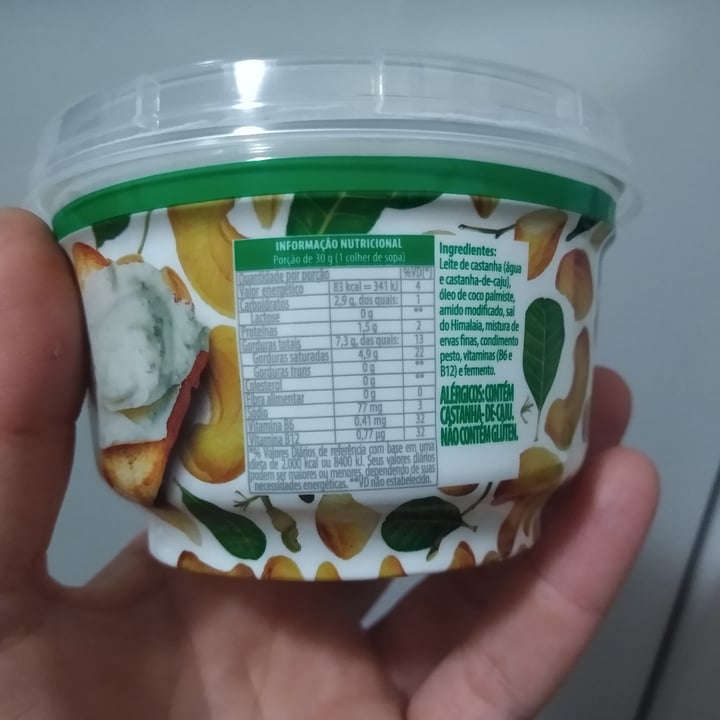 INFORMAÇÃO NUTRICIONAL
Porção de 30 g (1 colher de sopa)
Quantidade por porção %VD(*)
Valor energético 83 kcal = 341 kJ 4
Carboidratos 2,9 g, dos quais: 1
Lactose 0 g **
Proteínas 1,5 g 2
Gorduras totais 7,3 g, das quais: 13
Gorduras saturadas 4,9 g 22
Gorduras trans 0 g **
Colesterol 0 g
Fibra alimentar 0 g 0
Sódio 77 mg 3
Vitamina B6 0,41 mg 32
Vitamina B12 0,77 µg 32
*% Valores Diários de referência com base em uma
dieta de 2.000 kcal ou 8400 kJ. Seus valores diários
podem ser maiores ou menores, dependendo de suas
necessidades energéticas. **VD não estabelecido.
Ingredientes:
Leite de castanha (água
e castanha-de-caju),
óleo de coco palmiste,
amido modificado, sal
do Himalaia, mistura de
ervas finas, condimento
pesto, vitaminas (B6 e
B12) e fermento.
ALÉRGICOS: CONTÉM
CASTANHA-DE-CAJU.
NÃO CONTÉM GLÚTEN.